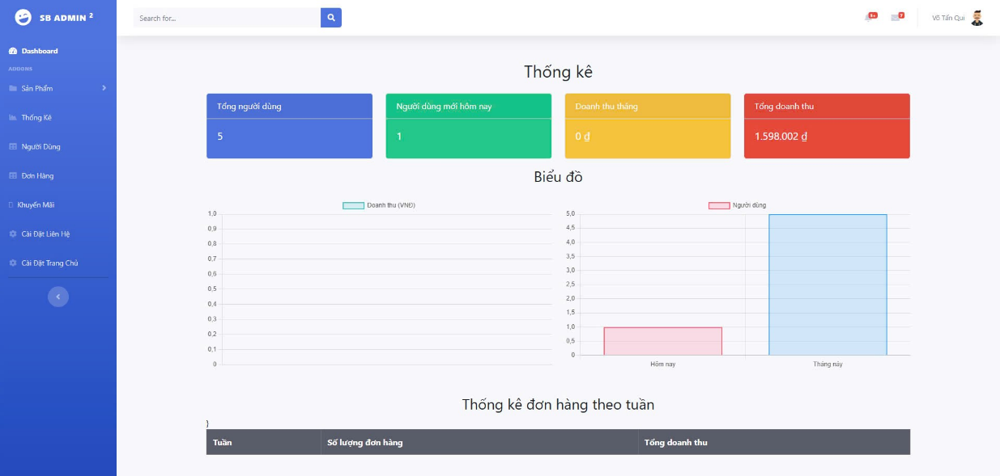 SB ADMIN 2
Search for...
3+
7
Võ Tấn Qui
Dashboard
ADDONS
Sản Phẩm
Thống Kê
Người Dùng
Đơn Hàng
Khuyến Mãi
Cài Đặt Liên Hệ
Cài Đặt Trang Chủ
Thống kê
Tổng người dùng
5
Người dùng mới hôm nay
1
Doanh thu tháng
0 ₫
Tổng doanh thu
1.598.002 ₫
Biểu đồ
Doanh thu (VNĐ)
1,0
0,9
0,8
0,7
0,6
0,5
0,4
0,3
0,2
0,1
0
Người dùng
5,0
4,5
4,0
3,5
3,0
2,5
2,0
1,5
1,0
0,5
0
Hôm nay
Tháng này
Thống kê đơn hàng theo tuần
}
Tuần Số lượng đơn hàng Tổng doanh thu